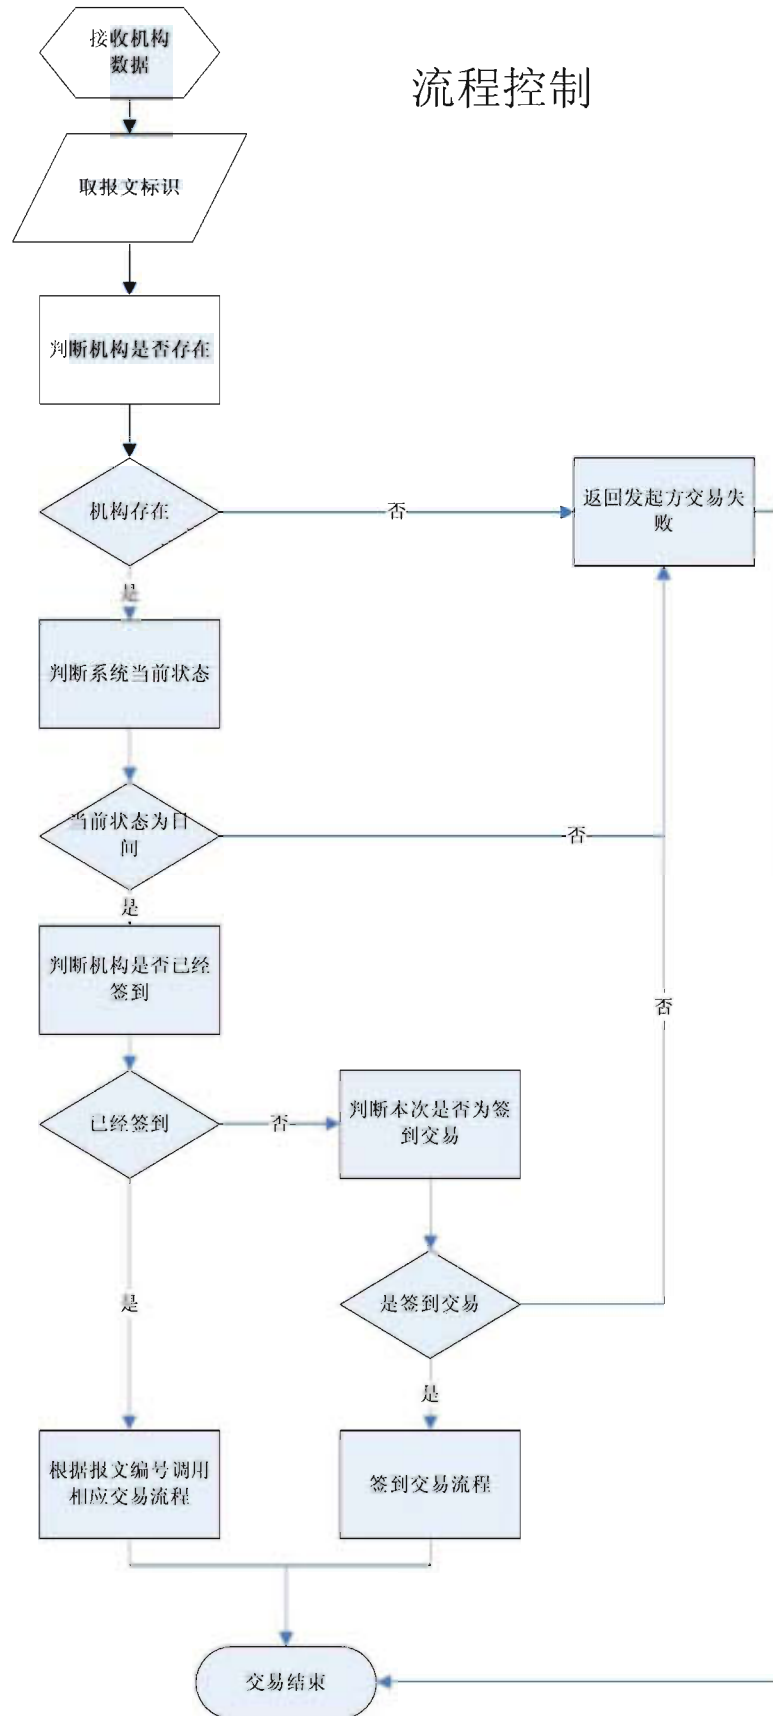 接收机构
数据
流程控制
取报文标识
判断机构是否存在
机构存在
否
返回发起方交易失
败
是
判断系统当前状态
当前状态为日
间
否
是
判断机构是否已经
签到
否
已经签到
否
判断本次是否为签
到交易
是
是签到交易
是
根据报文编号调用
相应交易流程
签到交易流程
交易结束